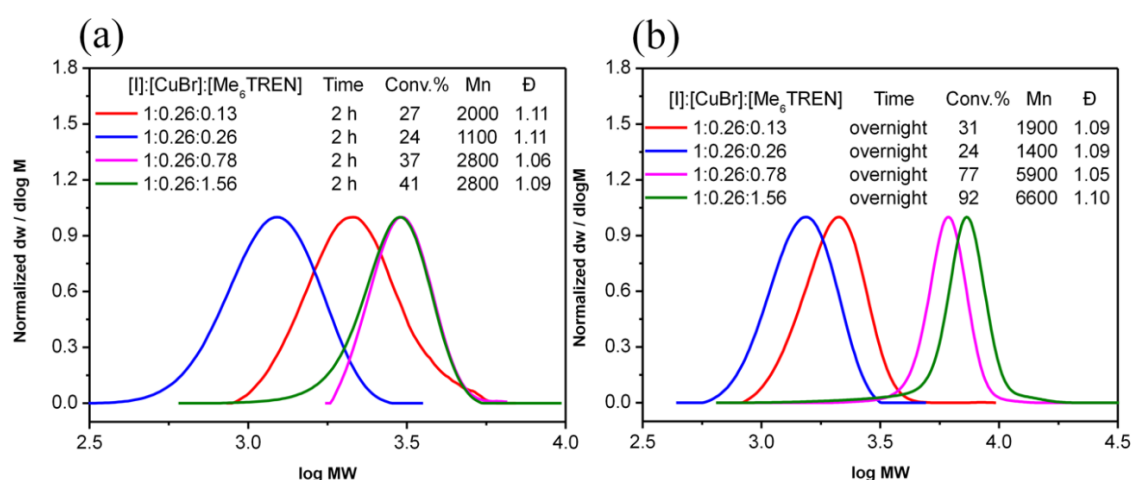 (a)
[I]:[CuBr]:[Me₆TREN] Time Conv.% Mn Đ
1:0.26:0.13 2 h 27 2000 1.11
1:0.26:0.26 2 h 24 1100 1.11
1:0.26:0.78 2 h 37 2800 1.06
1:0.26:1.56 2 h 41 2800 1.09
1.8
1.5
1.2
0.9
0.6
0.3
0.0
Normalized dw / dlog M
2.5 3.0 3.5 4.0
log MW
(b)
[I]:[CuBr]:[Me₆TREN] Time Conv.% Mn Đ
1:0.26:0.13 overnight 31 1900 1.09
1:0.26:0.26 overnight 24 1400 1.09
1:0.26:0.78 overnight 77 5900 1.05
1:0.26:1.56 overnight 92 6600 1.10
1.8
1.5
1.2
0.9
0.6
0.3
0.0
Normalized dw / dlogM
2.5 3.0 3.5 4.0 4.5
log MW